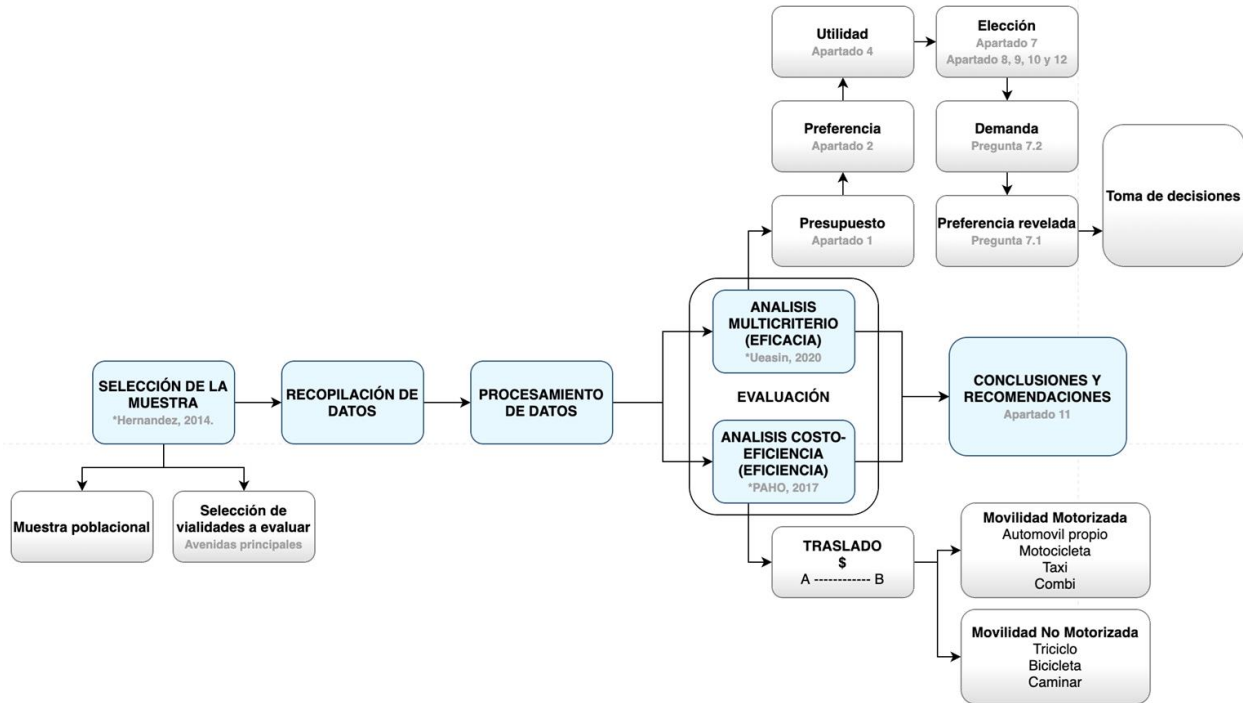 Utilidad
Apartado 4
Elección
Apartado 7
Apartado 8, 9, 10 y 12
Preferencia
Apartado 2
Demanda
Pregunta 7.2
Toma de decisiones
Presupuesto
Apartado 1
Preferencia revelada
Pregunta 7.1
ANALISIS
MULTICRITERIO
(EFICACIA)
*Ueasin, 2020
SELECCIÓN DE LA
MUESTRA
*Hernandez, 2014.
RECOPILACIÓN DE
DATOS
PROCESAMIENTO
DE DATOS
EVALUACIÓN
CONCLUSIONES Y
RECOMENDACIONES
Apartado 11
ANALISIS COSTO-
EFICIENCIA
(EFICIENCIA)
*PAHO, 2017
Muestra poblacional
Selección de
vialidades a evaluar
Avenidas principales
TRASLADO
$
A ------------ B
Movilidad Motorizada
Automovil propio
Motocicleta
Taxi
Combi
Movilidad No Motorizada
Triciclo
Bicicleta
Caminar